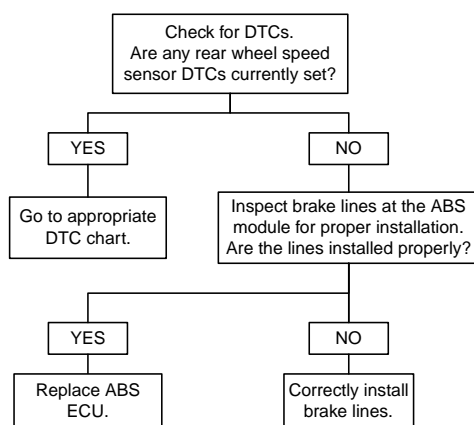 Check for DTCs.
Are any rear wheel speed
sensor DTCs currently set?
YES
NO
Go to appropriate
DTC chart.
Inspect brake lines at the ABS
module for proper installation.
Are the lines installed properly?
YES
NO
Replace ABS
ECU.
Correctly install
brake lines.